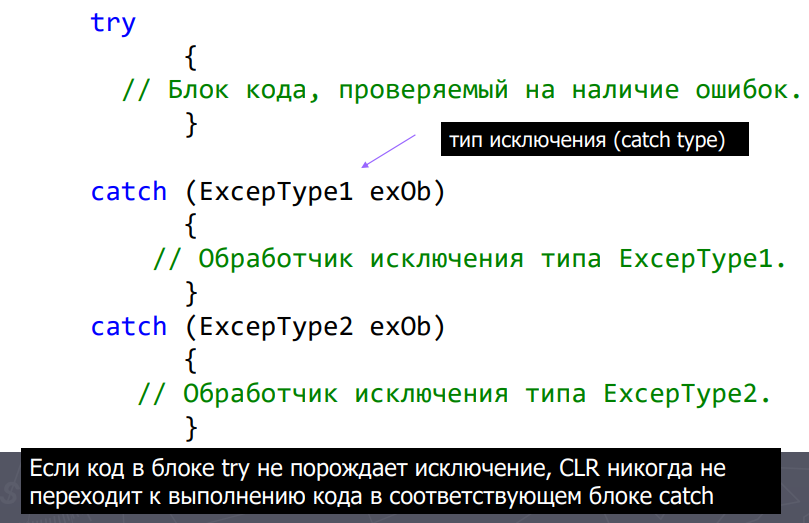 try
{
// Блок кода, проверяемый на наличие ошибок.
}
тип исключения (catch type)
catch (ExcepType1 exOb)
{
// Обработчик исключения типа ExcepType1.
}
catch (ExcepType2 exOb)
{
// Обработчик исключения типа ExcepType2.
}
Если код в блоке try не порождает исключение, CLR никогда не
переходит к выполнению кода в соответствующем блоке catch